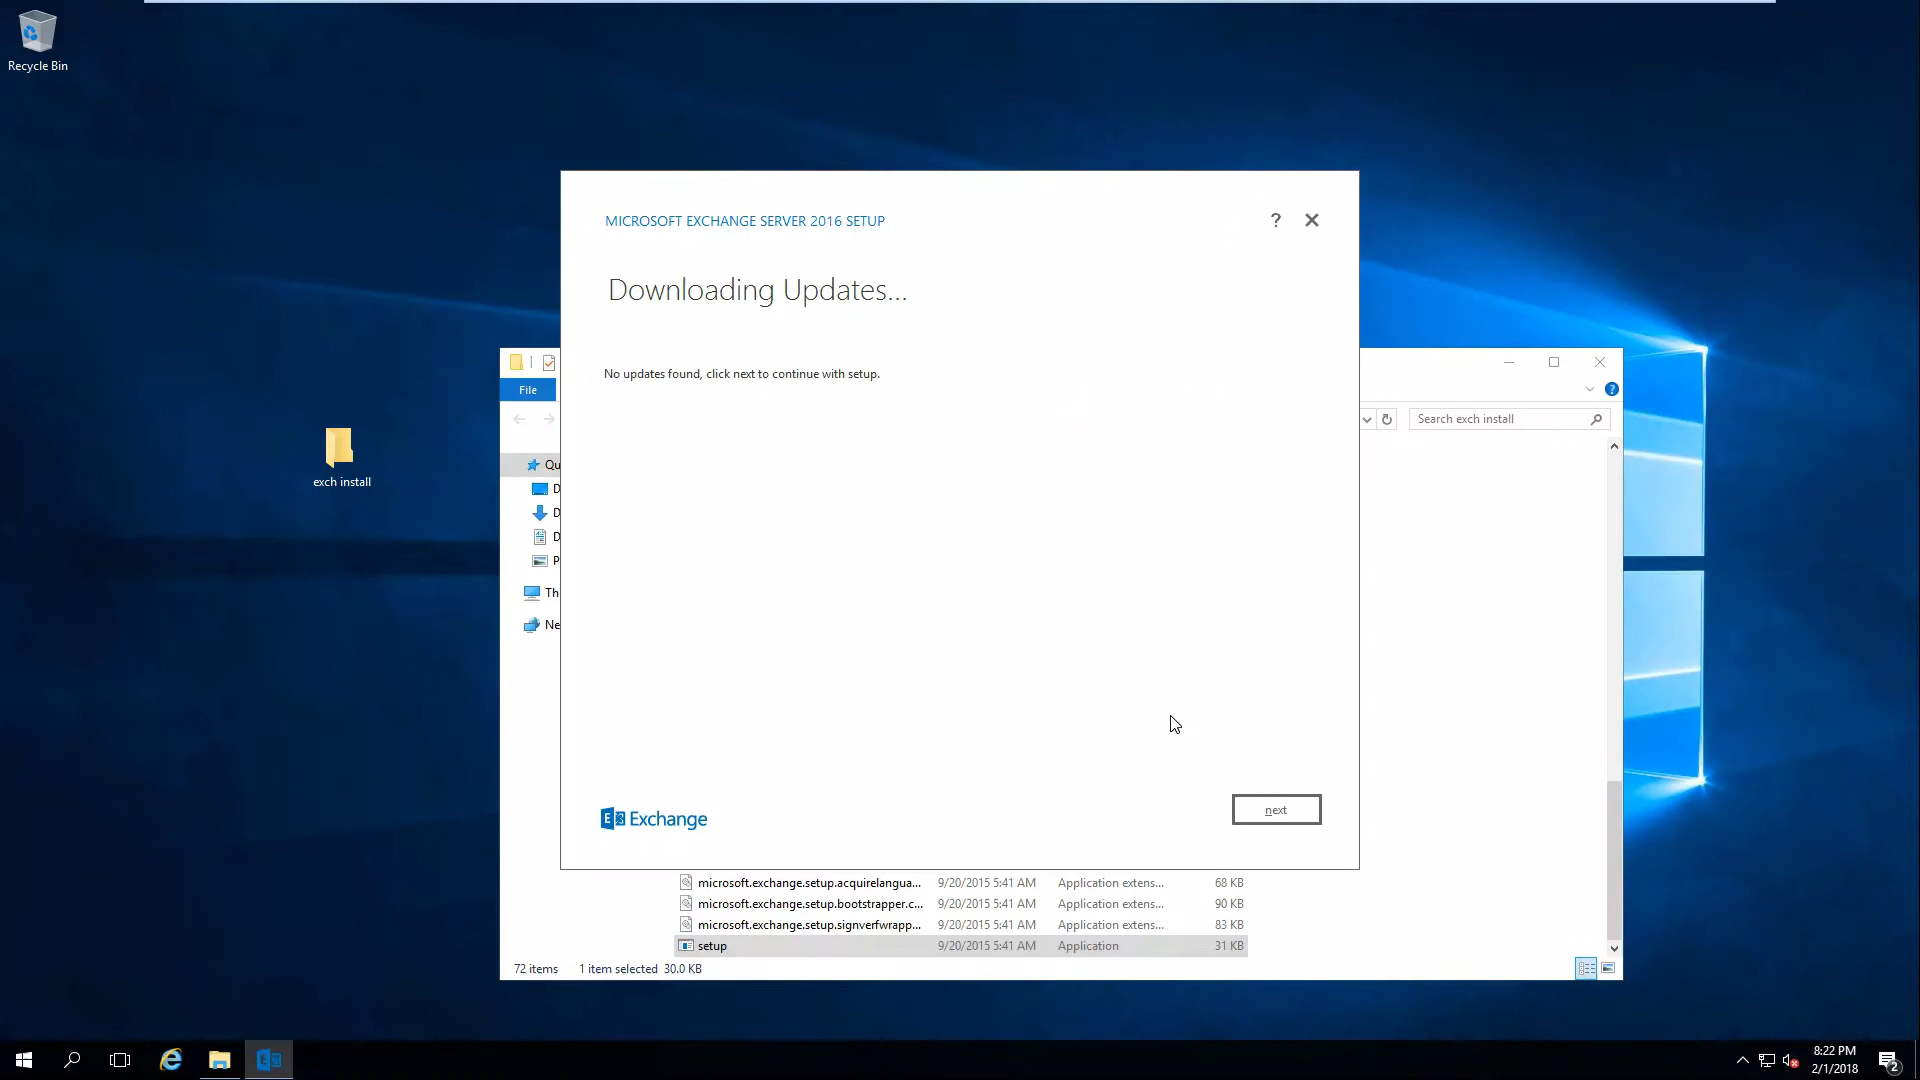 Recycle Bin
MICROSOFT EXCHANGE SERVER 2016 SETUP
?
Downloading Updates...
No updates found, click next to continue with setup.
File
Search exch install
Qu
D
D
D
P
Th
Ne
exch install
Exchange
next
microsoft.exchange.setup.acquirelangua... 9/20/2015 5:41 AM Application extens... 68 KB
microsoft.exchange.setup.bootstrapper.c... 9/20/2015 5:41 AM Application extens... 90 KB
microsoft.exchange.setup.signverfwrapp... 9/20/2015 5:41 AM Application extens... 83 KB
setup 9/20/2015 5:41 AM Application 31 KB
72 items 1 item selected 30.0 KB
8:22 PM
2/1/2018
2